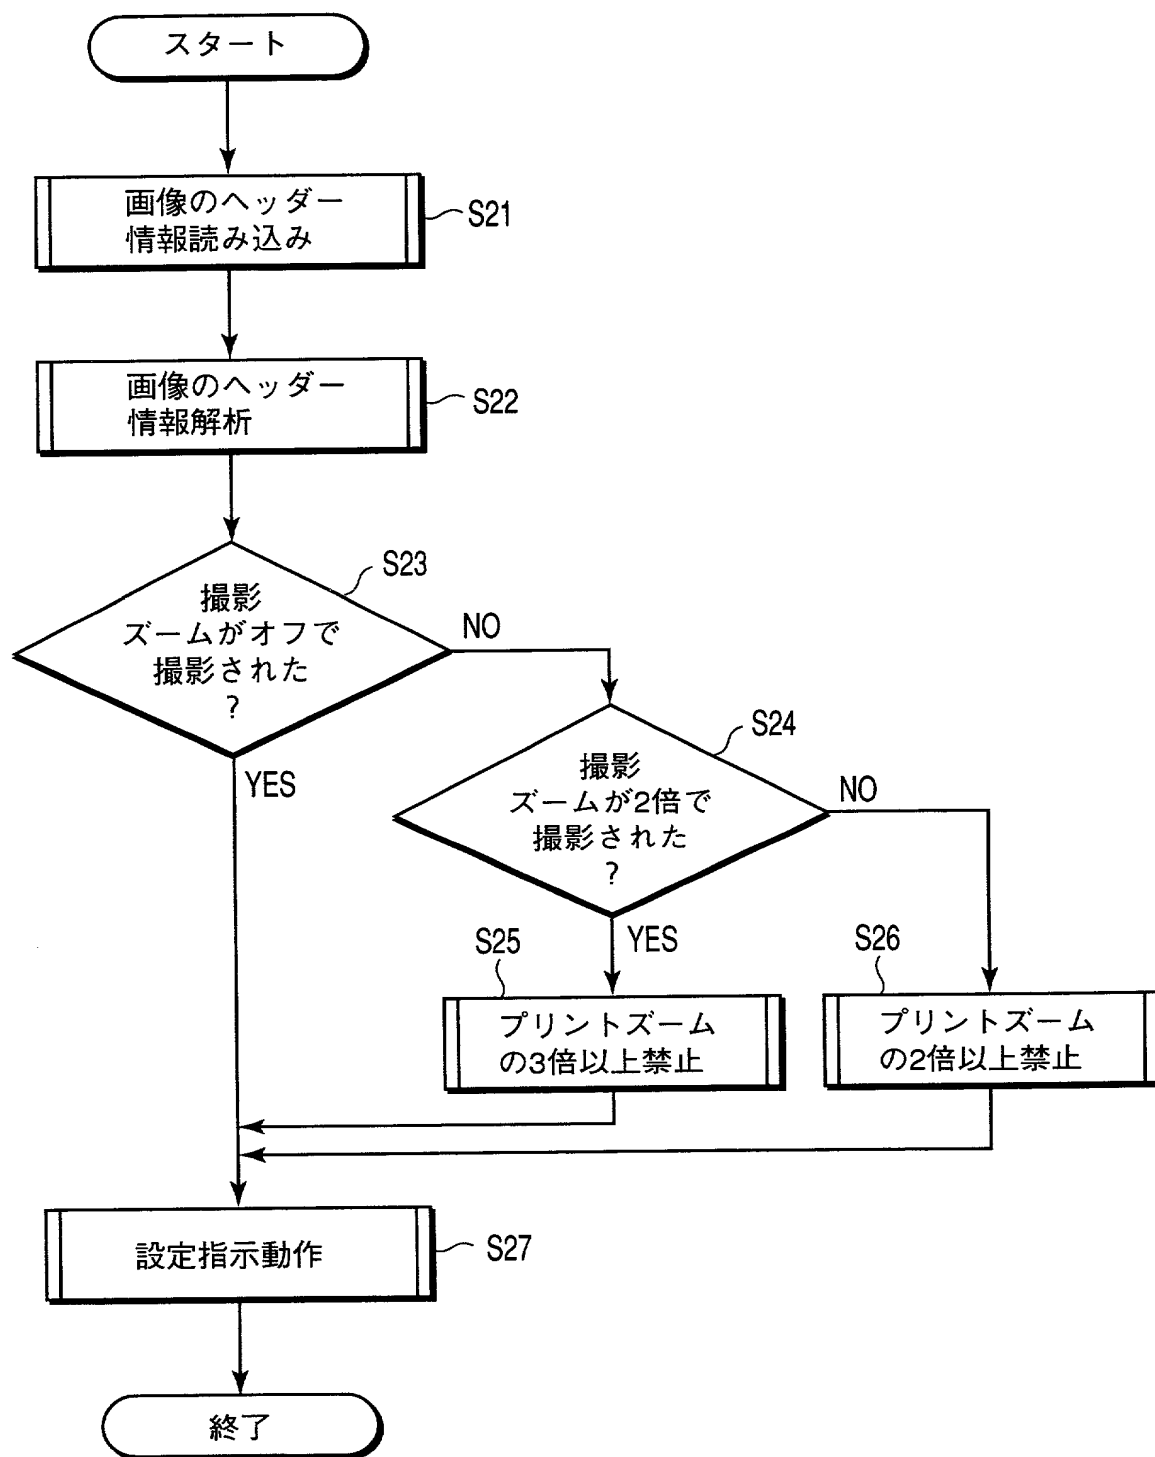 スタート
画像のヘッダー
情報読み込み
S21
画像のヘッダー
情報解析
S22
S23
撮影
ズームがオフで
撮影された
?
NO
YES
S24
撮影
ズームが2倍で
撮影された
?
NO
YES
S25
プリントズーム
の3倍以上禁止
S26
プリントズーム
の2倍以上禁止
設定指示動作
S27
終了